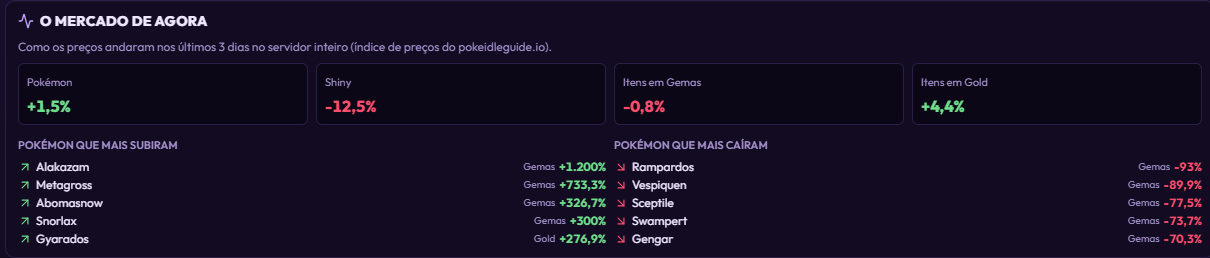 O MERCADO DE AGORA
Como os preços andaram nos últimos 3 dias no servidor inteiro (índice de preços do pokeidleguide.io).
Pokémon
+1,5%
Shiny
-12,5%
Itens em Gemas
-0,8%
Itens em Gold
+4,4%
POKÉMON QUE MAIS SUBIRAM
Alakazam Gemas +1.200%
Metagross Gemas +733,3%
Abomasnow Gemas +326,7%
Snorlax Gemas +300%
Gyarados Gold +276,9%
POKÉMON QUE MAIS CAÍRAM
Rampardos Gemas -93%
Vespiquen Gemas -89,9%
Sceptile Gemas -77,5%
Swampert Gemas -73,7%
Gengar Gemas -70,3%